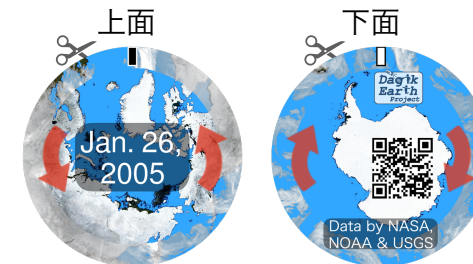 上面
下面
Jan. 26,
2005
Dagik
Earth
Project
Data by NASA,
NOAA & USGS